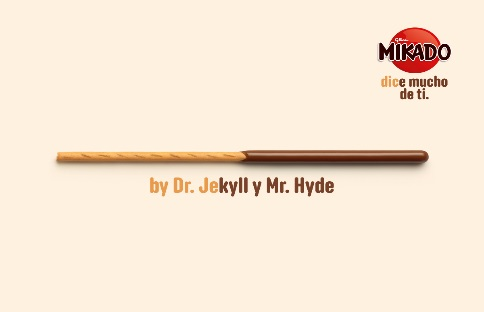 Glico
MIKADO
dice mucho
de ti.
by Dr. Jekyll y Mr. Hyde